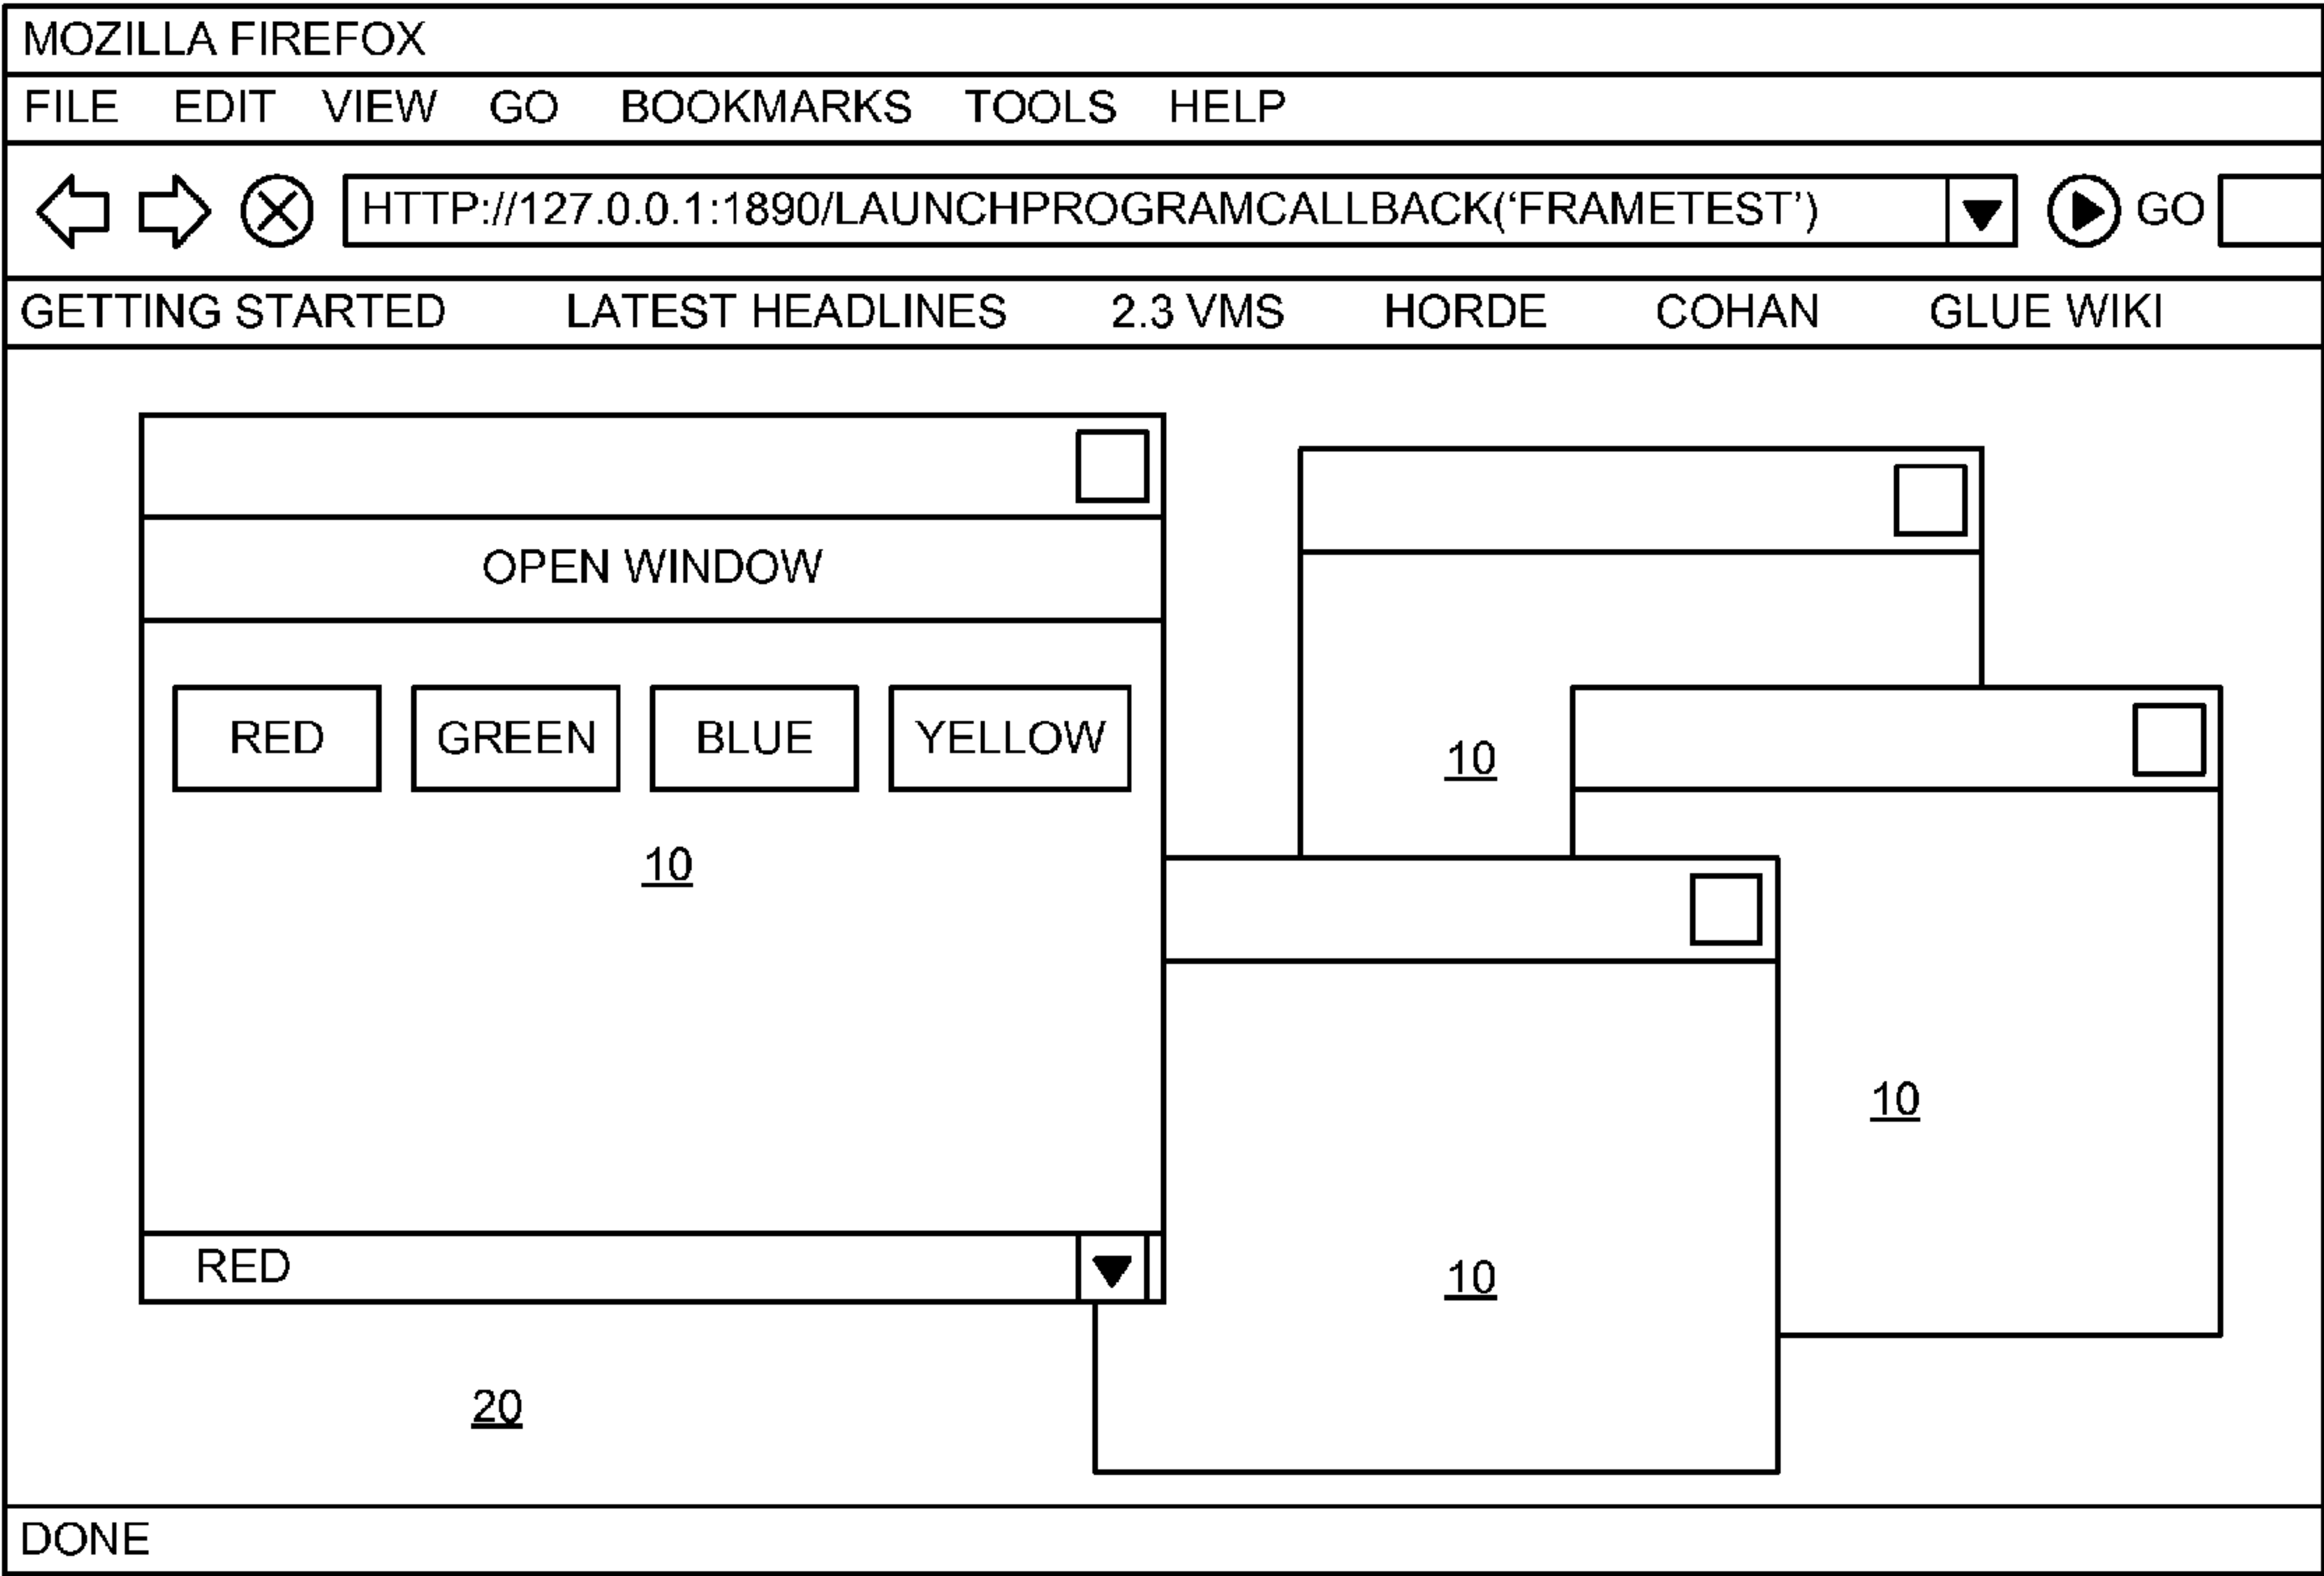 MOZILLA FIREFOX
FILE EDIT VIEW GO BOOKMARKS TOOLS HELP
HTTP://127.0.0.1:1890/LAUNCHPROGRAMCALLBACK(‘FRAMETEST’) GO
GETTING STARTED LATEST HEADLINES 2.3 VMS HORDE COHAN GLUE WIKI
OPEN WINDOW
RED GREEN BLUE YELLOW
10
10
10
10
RED
20
DONE